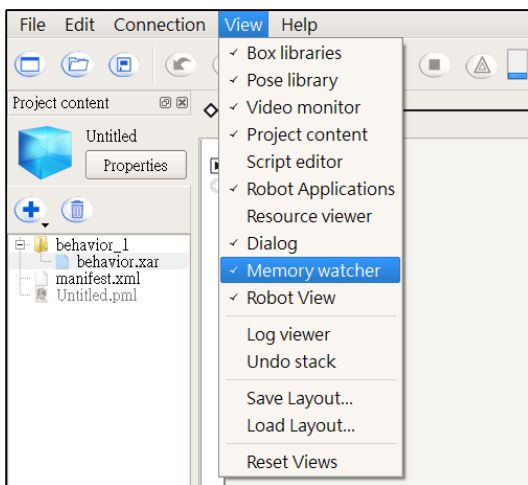 File Edit Connection View Help
Project content
Untitled
Properties
behavior_1
behavior.xar
manifest.xml
Untitled.pml
Box libraries
Pose library
Video monitor
Project content
Script editor
Robot Applications
Resource viewer
Dialog
Memory watcher
Robot View
Log viewer
Undo stack
Save Layout...
Load Layout...
Reset Views